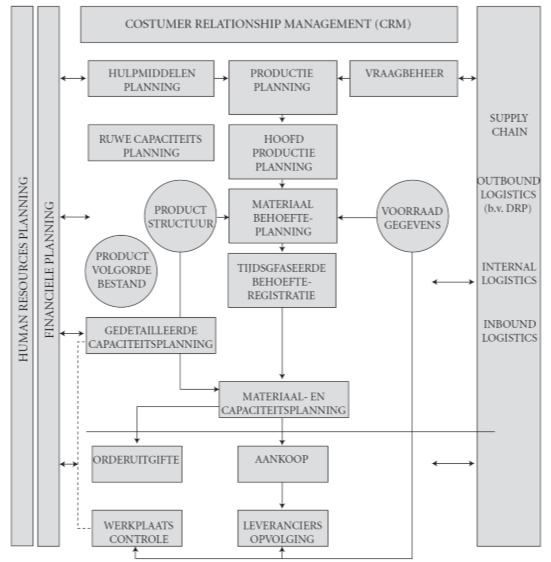 COSTUMER RELATIONSHIP MANAGEMENT (CRM)
HUMAN RESOURCES PLANNING
FINANCIELE PLANNING
HULPMIDDELEN
PLANNING
PRODUCTIE
PLANNING
VRAAGBEHEER
RUWE CAPACITEITS
PLANNING
HOOFD
PRODUCTIE
PLANNING
PRODUCT
STRUCTUUR
MATERIAAL
BEHOEFTE-
PLANNING
VOORRAAD
GEGEVENS
PRODUCT
VOLGORDE
BESTAND
TIJDSGFASEERDE
BEHOEFTE-
REGISTRATIE
GEDETAILLEERDE
CAPACITEITSPLANNING
MATERIAAL- EN
CAPACITEITSPLANNING
ORDERUITGIFTE
AANKOOP
WERKPLAATS
CONTROLE
LEVERANCIERS
OPVOLGING
SUPPLY
CHAIN
OUTBOUND
LOGISTICS
(b.v. DRP)
INTERNAL
LOGISTICS
INBOUND
LOGISTICS